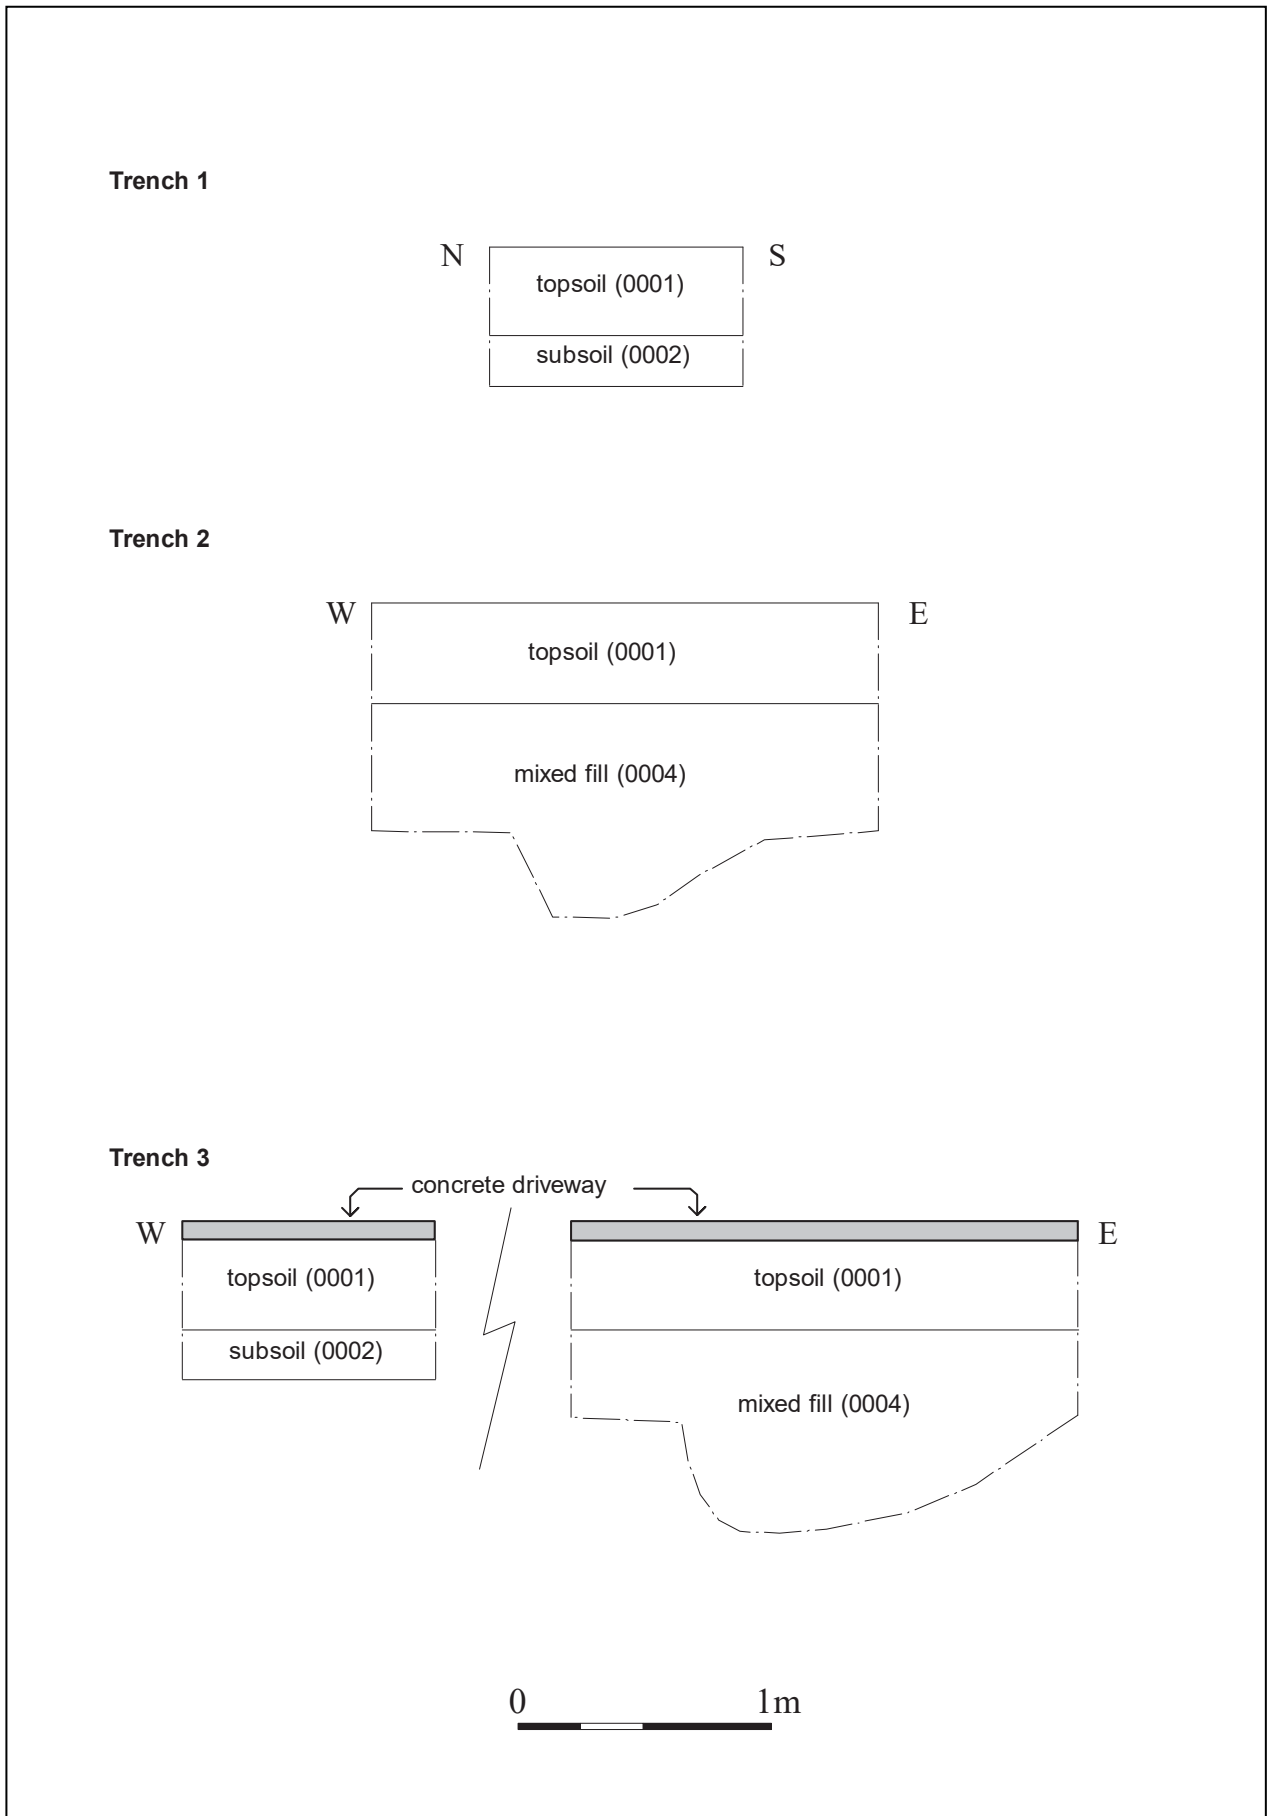 Trench 1
N S
topsoil (0001)
subsoil (0002)
Trench 2
W E
topsoil (0001)
mixed fill (0004)
Trench 3
concrete driveway
W E
topsoil (0001) topsoil (0001)
subsoil (0002)
mixed fill (0004)
0 1m